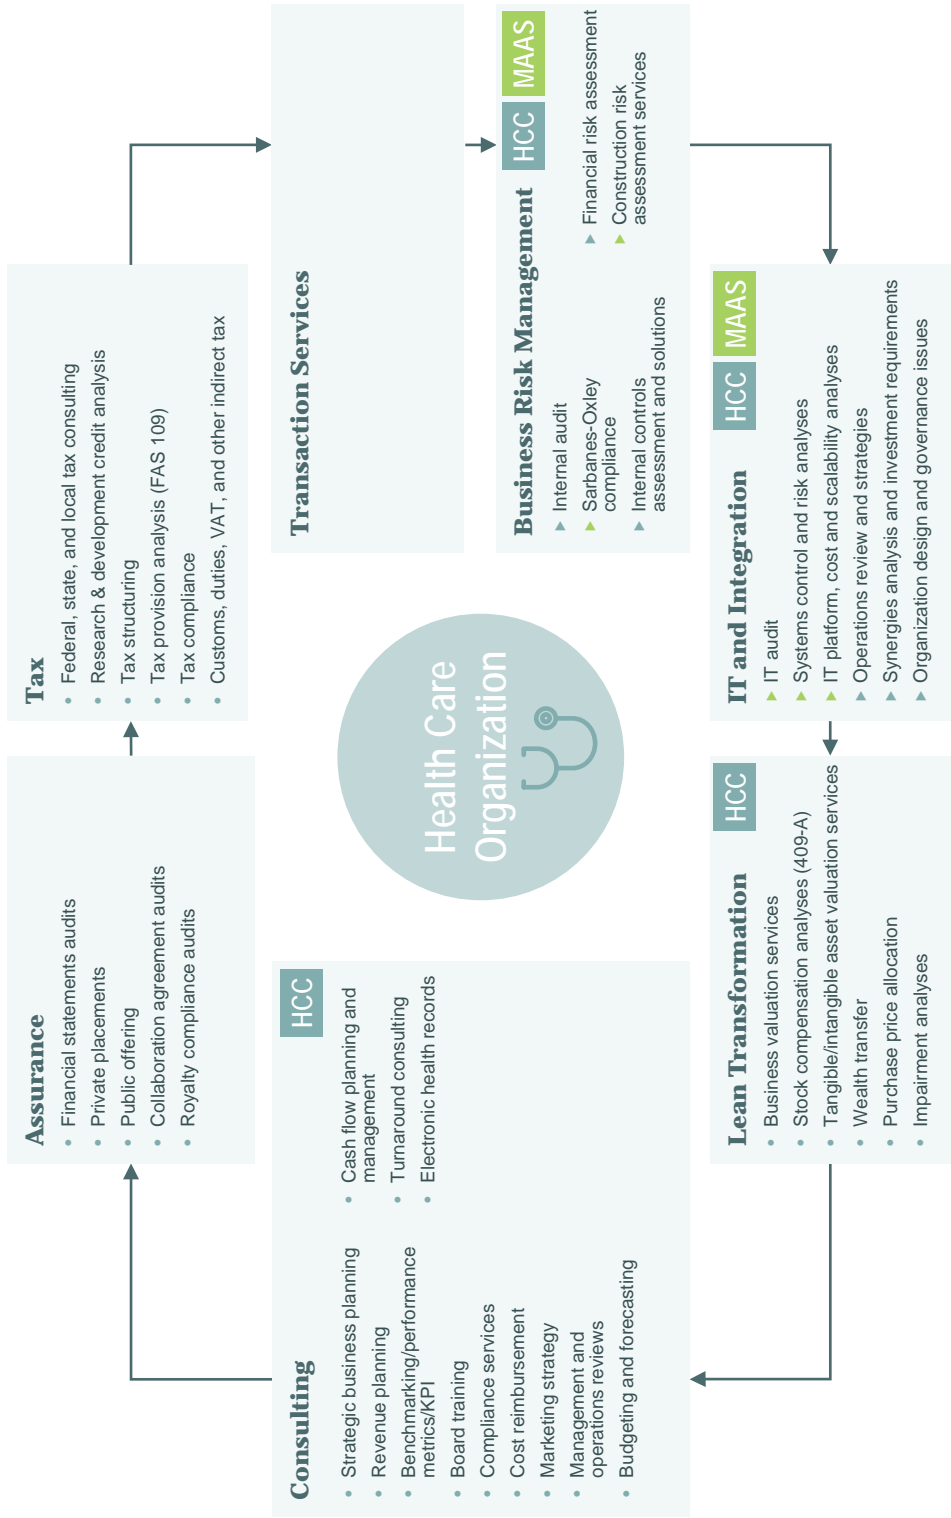 Assurance
Financial statements audits
Private placements
Public offering
Collaboration agreement audits
Royalty compliance audits
Tax
Federal, state, and local tax consulting
Research & development credit analysis
Tax structuring
Tax provision analysis (FAS 109)
Tax compliance
Customs, duties, VAT, and other indirect tax
Consulting
HCC
Strategic business planning
Revenue planning
Benchmarking/performance
metrics/KPI
Board training
Compliance services
Cost reimbursement
Marketing strategy
Management and
operations reviews
Budgeting and forecasting
Cash flow planning and
management
Turnaround consulting
Electronic health records
Health Care
Organization
Transaction Services
Business Risk Management
HCC
MAAS
Internal audit
Sarbanes-Oxley
compliance
Internal controls
assessment and solutions
Financial risk assessment
Construction risk
assessment services
Lean Transformation
HCC
Business valuation services
Stock compensation analyses (409-A)
Tangible/intangible asset valuation services
Wealth transfer
Purchase price allocation
Impairment analyses
IT and Integration
HCC
MAAS
IT audit
Systems control and risk analyses
IT platform, cost and scalability analyses
Operations review and strategies
Synergies analysis and investment requirements
Organization design and governance issues